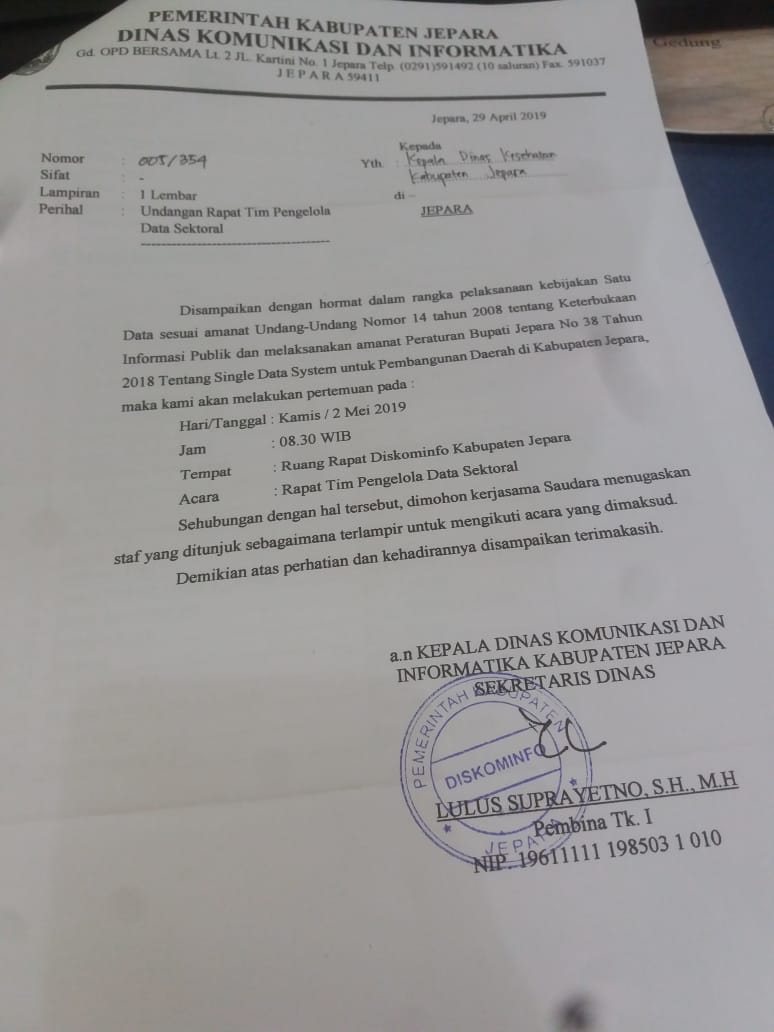 PEMERINTAH KABUPATEN JEPARA
DINAS KOMUNIKASI DAN INFORMATIKA
Gd. OPD BERSAMA Lt. 2 JL. Kartini No. 1 Jepara Telp. (0291)591492 (10 saluran) Fax. 591037
J E P A R A 59411
Gedung
Jepara, 29 April 2019
Kepada
Nomor : 005/354
Yth. : Kepala Dinas Kesehatan
Sifat : -
Kabupaten Jepara
Lampiran : 1 Lembar
di –
Perihal : Undangan Rapat Tim Pengelola
JEPARA
Data Sektoral
Disampaikan dengan hormat dalam rangka pelaksanaan kebijakan Satu
Data sesuai amanat Undang-Undang Nomor 14 tahun 2008 tentang Keterbukaan
Informasi Publik dan melaksanakan amanat Peraturan Bupati Jepara No 38 Tahun
2018 Tentang Single Data System untuk Pembangunan Daerah di Kabupaten Jepara,
maka kami akan melakukan pertemuan pada :
Hari/Tanggal : Kamis / 2 Mei 2019
Jam : 08.30 WIB
Tempat : Ruang Rapat Diskominfo Kabupaten Jepara
Acara : Rapat Tim Pengelola Data Sektoral
Sehubungan dengan hal tersebut, dimohon kerjasama Saudara menugaskan
staf yang ditunjuk sebagaimana terlampir untuk mengikuti acara yang dimaksud.
Demikian atas perhatian dan kehadirannya disampaikan terimakasih.
a.n KEPALA DINAS KOMUNIKASI DAN
INFORMATIKA KABUPATEN JEPARA
SEKRETARIS DINAS
PEMERINTAH KABUPATEN
DISKOMINFO
JEPARA
LULUS SUPRAYETNO, S.H., M.H
Pembina Tk. I
NIP. 19611111 198503 1 010